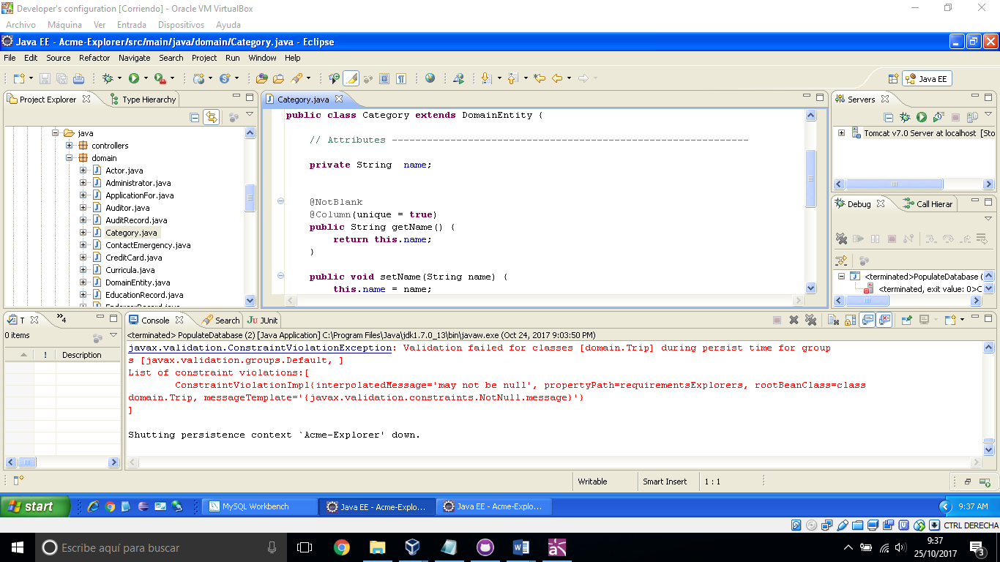 Developer's configuration [Corriendo] - Oracle VM VirtualBox
Archivo Máquina Ver Entrada Dispositivos Ayuda
Java EE - Acme-Explorer/src/main/java/domain/Category.java - Eclipse
File Edit Source Refactor Navigate Search Project Run Window Help
Java EE
Project Explorer
Type Hierarchy
java
controllers
domain
Actor.java
Administrator.java
ApplicationFor.java
Auditor.java
AuditRecord.java
Category.java
ContactEmergency.java
CreditCard.java
Curricula.java
DomainEntity.java
EducationRecord.java
Category.java
public class Category extends DomainEntity {
// Attributes -------------------------------------------------------------
private String name;
@NotBlank
@Column(unique = true)
public String getName() {
return this.name;
}
public void setName(String name) {
this.name = name;
Servers
Tomcat v7.0 Server at localhost [Sto
Debug
Call Hierar
<terminated>PopulateDatabase (
<terminated, exit value: 0>C
T
4
0 items
! Description
Console Search JUnit
<terminated> PopulateDatabase (2) [Java Application] C:\Program Files\Java\jdk1.7.0_13\bin\javaw.exe (Oct 24, 2017 9:03:50 PM)
javax.validation.ConstraintViolationException: Validation failed for classes [domain.Trip] during persist time for group
s [javax.validation.groups.Default, ]
List of constraint violations:[
ConstraintViolationImpl{interpolatedMessage='may not be null', propertyPath=requirementsExplorers, rootBeanClass=class
domain.Trip, messageTemplate='{javax.validation.constraints.NotNull.message}'}
]
Shutting persistence context `Acme-Explorer' down.
Writable Smart Insert 1 : 1
start
MySQL Workbench
Java EE - Acme-Explo...
Java EE - Acme-Explo...
9:37 AM
CTRL DERECHA
Escribe aquí para buscar
9:37
25/10/2017
3